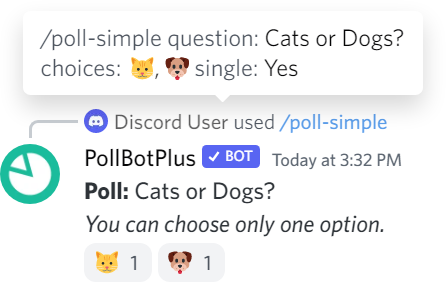 /poll-simple question: Cats or Dogs?
choices: 🐱, 🐶 single: Yes
Discord User used /poll-simple
PollBotPlus ✓ BOT Today at 3:32 PM
Poll: Cats or Dogs?
You can choose only one option.
🐱 1 🐶 1